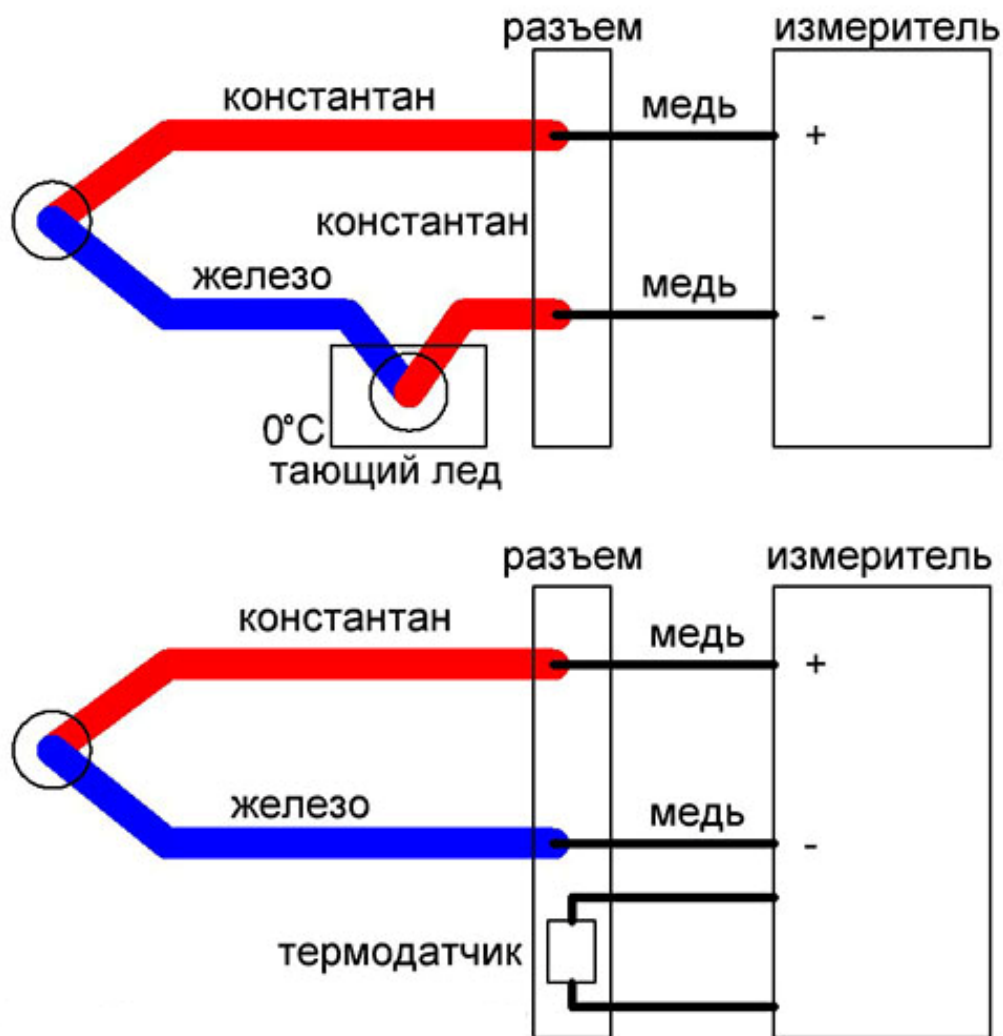 разъем измеритель
константан медь +
константан
железо медь -
0°C
тающий лед
разъем измеритель
константан медь +
железо медь -
термодатчик